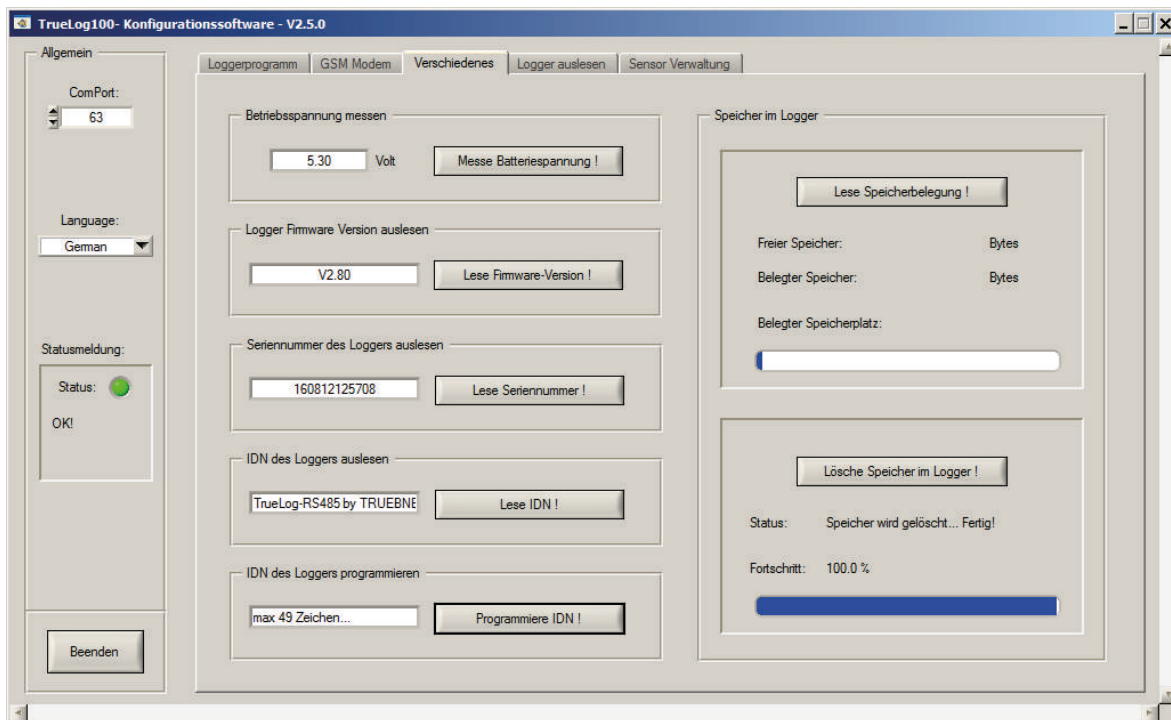 TrueLog100- Konfigurationssoftware - V2.5.0
Allgemein
ComPort:
63
Language:
German
Statusmeldung:
Status:
OK!
Beenden
Loggerprogramm GSM Modem Verschiedenes Logger auslesen Sensor Verwaltung
Betriebsspannung messen
5.30 Volt Messe Batteriespannung !
Logger Firmware Version auslesen
V2.80 Lese Firmware-Version !
Seriennummer des Loggers auslesen
160812125708 Lese Seriennummer !
IDN des Loggers auslesen
TrueLog-RS485 by TRUEBNE Lese IDN !
IDN des Loggers programmieren
max 49 Zeichen... Programmiere IDN !
Speicher im Logger
Lese Speicherbelegung !
Freier Speicher: Bytes
Belegter Speicher: Bytes
Belegter Speicherplatz:
Lösche Speicher im Logger !
Status: Speicher wird gelöscht... Fertig!
Fortschritt: 100.0 %